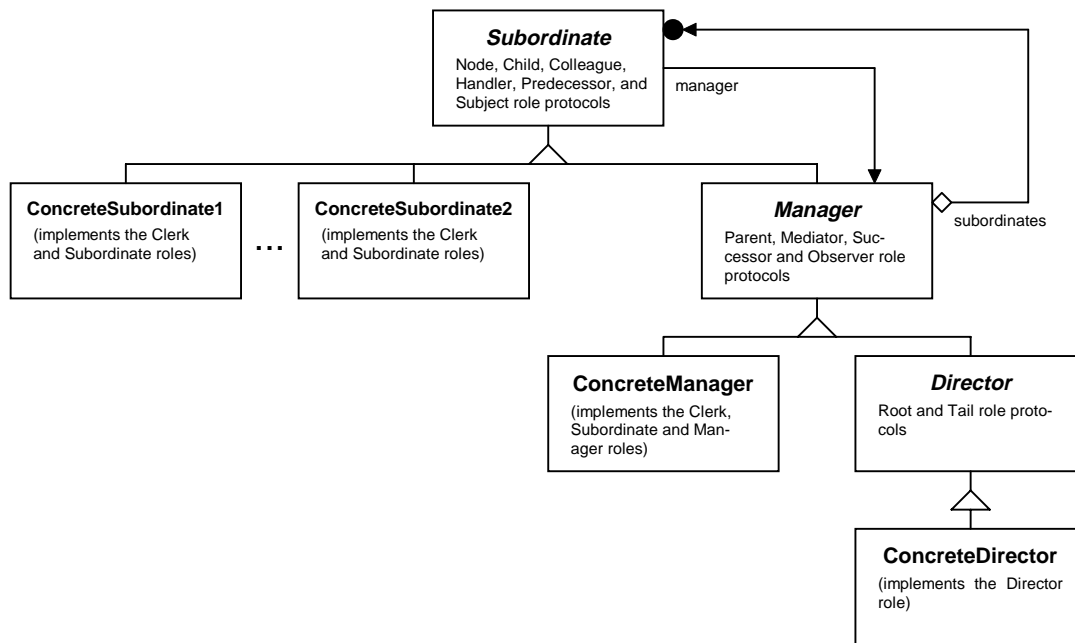 Subordinate
Node, Child, Colleague,
Handler, Predecessor, and
Subject role protocols
manager
ConcreteSubordinate1
(implements the Clerk
and Subordinate roles)
...
ConcreteSubordinate2
(implements the Clerk
and Subordinate roles)
Manager
Parent, Mediator, Suc-
cessor and Observer role
protocols
subordinates
ConcreteManager
(implements the Clerk,
Subordinate and Man-
ager roles)
Director
Root and Tail role proto-
cols
ConcreteDirector
(implements the Director
role)